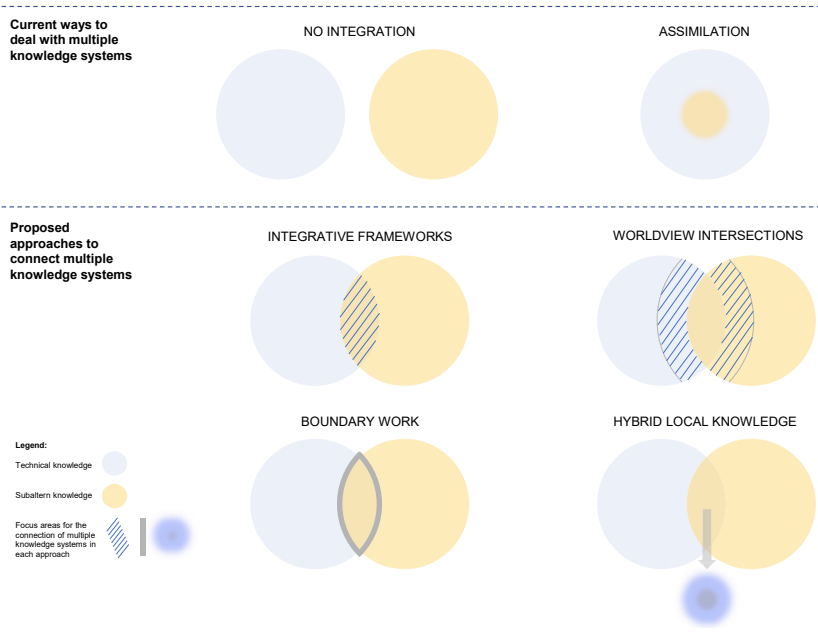 Current ways to
deal with multiple
knowledge systems
NO INTEGRATION
ASSIMILATION
Proposed
approaches to
connect multiple
knowledge systems
INTEGRATIVE FRAMEWORKS
WORLDVIEW INTERSECTIONS
BOUNDARY WORK
HYBRID LOCAL KNOWLEDGE
Legend:
Technical knowledge
Subaltern knowledge
Focus areas for the
connection of multiple
knowledge systems in
each approach